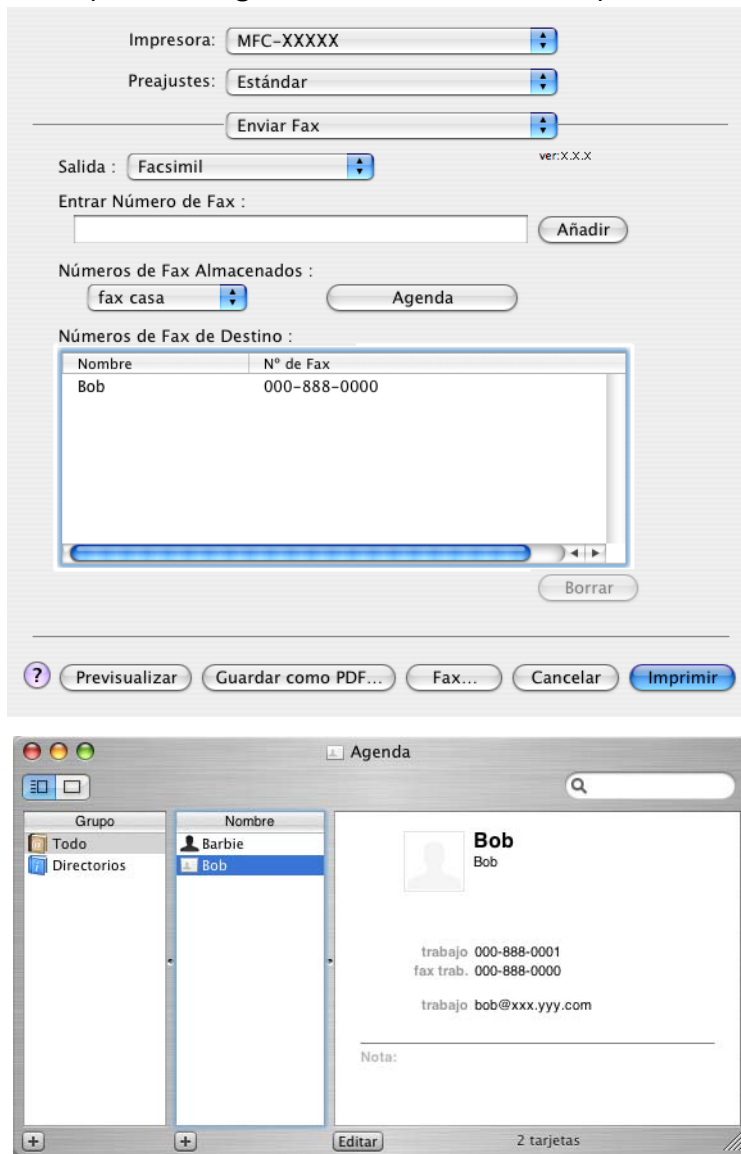 Impresora: MFC-XXXXX
Preajustes: Estándar
Enviar Fax
ver:X.X.X
Salida : Facsimil
Entrar Número de Fax :
Añadir
Números de Fax Almacenados :
fax casa Agenda
Números de Fax de Destino :
Nombre Nº de Fax
Bob 000-888-0000
Borrar
? Previsualizar Guardar como PDF... Fax... Cancelar Imprimir
Agenda
Grupo Nombre
Todo Barbie
Directorios Bob
Bob
Bob
trabajo 000-888-0001
fax trab. 000-888-0000
trabajo bob@xxx.yyy.com
Nota:
+ + Editar 2 tarjetas